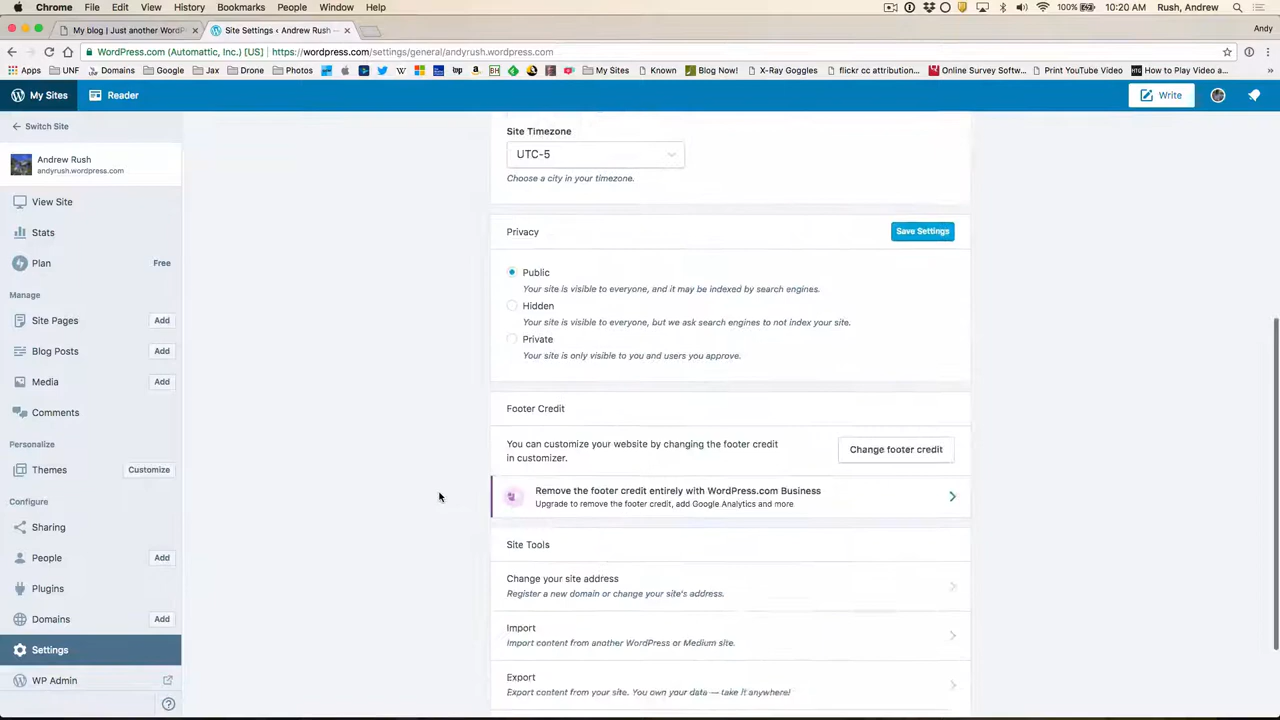 Chrome File Edit View History Bookmarks People Window Help 100% 10:20 AM Rush, Andrew
My blog | Just another WordP Site Settings ‹ Andrew Rush — Andy
WordPress.com (Automattic, Inc.) [US] https://wordpress.com/settings/general/andyrush.wordpress.com
Apps UNF Domains Google Jax Drone Photos My Sites Known Blog Now! X-Ray Goggles flickr cc attribution... Online Survey Softw... Print YouTube Video How to Play Video a...
My Sites Reader Write
Switch Site
Andrew Rush
andyrush.wordpress.com
View Site
Stats
Plan Free
Manage
Site Pages Add
Blog Posts Add
Media Add
Comments
Personalize
Themes Customize
Configure
Sharing
People Add
Plugins
Domains Add
Settings
WP Admin
Site Timezone
UTC-5
Choose a city in your timezone.
Privacy Save Settings
Public
Your site is visible to everyone, and it may be indexed by search engines.
Hidden
Your site is visible to everyone, but we ask search engines to not index your site.
Private
Your site is only visible to you and users you approve.
Footer Credit
You can customize your website by changing the footer credit
in customizer.
Change footer credit
Remove the footer credit entirely with WordPress.com Business
Upgrade to remove the footer credit, add Google Analytics and more
Site Tools
Change your site address
Register a new domain or change your site's address.
Import
Import content from another WordPress or Medium site.
Export
Export content from your site. You own your data — take it anywhere!